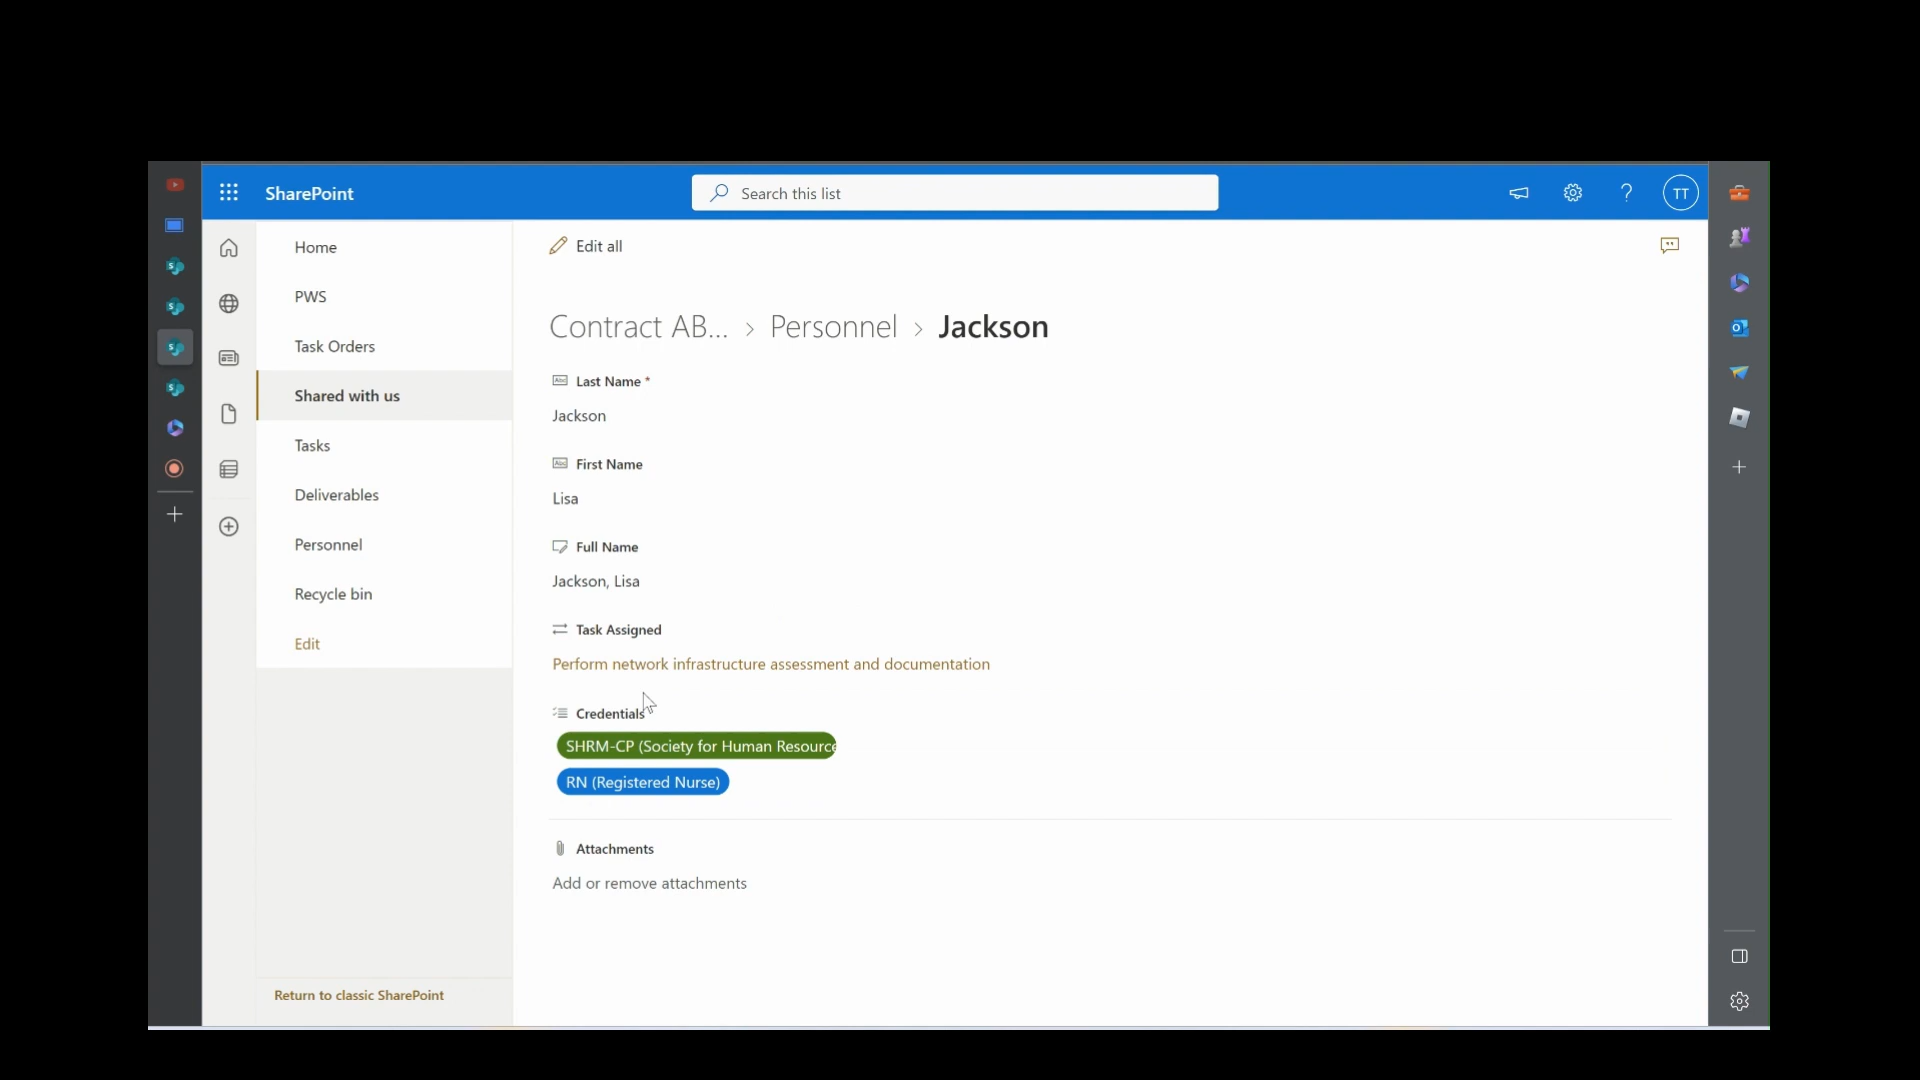 SharePoint
Search this list
TT
Home
PWS
Task Orders
Shared with us
Tasks
Deliverables
Personnel
Recycle bin
Edit
Return to classic SharePoint
Edit all
Contract AB... > Personnel > Jackson
Last Name *
Jackson
First Name
Lisa
Full Name
Jackson, Lisa
Task Assigned
Perform network infrastructure assessment and documentation
Credentials
SHRM-CP (Society for Human Resource
RN (Registered Nurse)
Attachments
Add or remove attachments